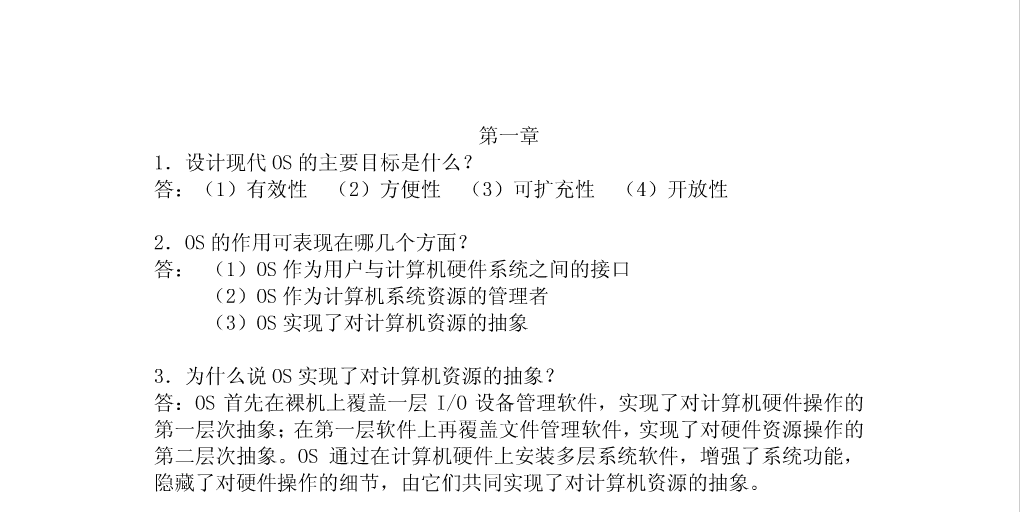 第一章
1. 设计现代 OS 的主要目标是什么？
答：（1）有效性 （2）方便性 （3）可扩充性 （4）开放性
2. OS 的作用可表现在哪几个方面？
答： （1）OS 作为用户与计算机硬件系统之间的接口
（2）OS 作为计算机系统资源的管理者
（3）OS 实现了对计算机资源的抽象
3. 为什么说 OS 实现了对计算机资源的抽象？
答：OS 首先在裸机上覆盖一层 I/O 设备管理软件，实现了对计算机硬件操作的
第一层次抽象；在第一层软件上再覆盖文件管理软件，实现了对硬件资源操作的
第二层次抽象。OS 通过在计算机硬件上安装多层系统软件，增强了系统功能，
隐藏了对硬件操作的细节，由它们共同实现了对计算机资源的抽象。